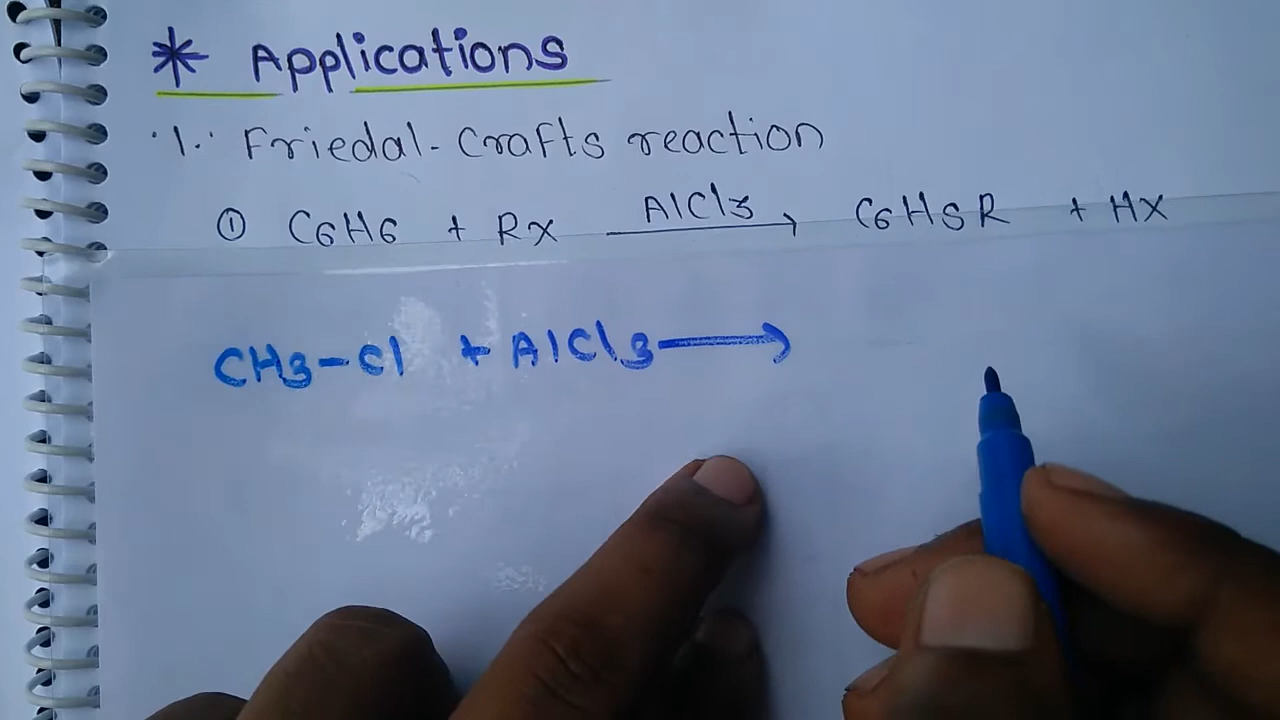 * Applications
1. Friedal-Crafts reaction
① C6H6 + Rx AlCl3 → C6H5R + HX
CH3-Cl + AlCl3 →